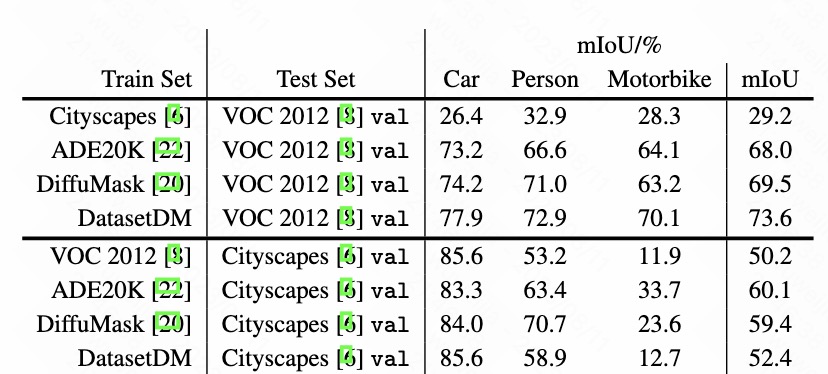 mIoU/%
Train Set Test Set Car Person Motorbike mIoU
Cityscapes [6] VOC 2012 [8] val 26.4 32.9 28.3 29.2
ADE20K [22] VOC 2012 [8] val 73.2 66.6 64.1 68.0
DiffuMask [20] VOC 2012 [8] val 74.2 71.0 63.2 69.5
DatasetDM VOC 2012 [8] val 77.9 72.9 70.1 73.6
VOC 2012 [8] Cityscapes [6] val 85.6 53.2 11.9 50.2
ADE20K [22] Cityscapes [6] val 83.3 63.4 33.7 60.1
DiffuMask [20] Cityscapes [6] val 84.0 70.7 23.6 59.4
DatasetDM Cityscapes [6] val 85.6 58.9 12.7 52.4